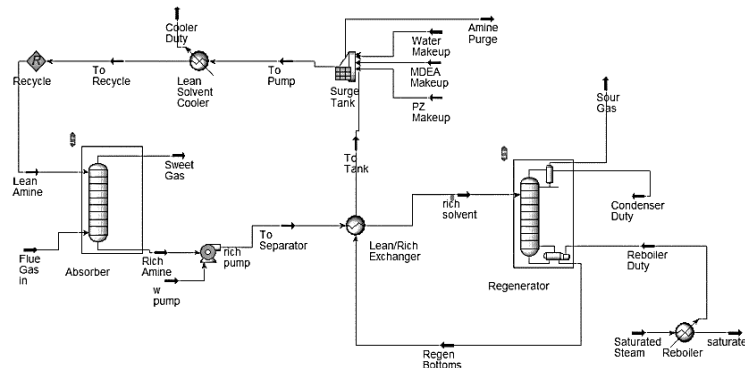 Cooler
Duty
Amine
Purge
Water
Makeup
MDEA
Makeup
PZ
Makeup
R
Recycle
To
Recycle
Lean
Solvent
Cooler
To
Pump
Surge
Tank
Sour
Gas
To
Tank
Sweet
Gas
Lean
Amine
rich
solvent
Condenser
Duty
To
Separator
Lean/Rich
Exchanger
Flue
Gas
in
Absorber
Rich
Amine
rich
pump
w
pump
Regenerator
Reboiler
Duty
Regen
Bottoms
Saturated
Steam
Reboiler
saturate